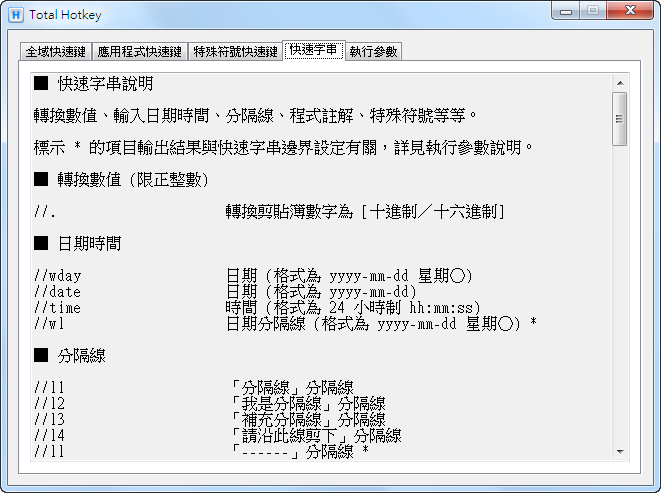 Total Hotkey
全域快速鍵 應用程式快速鍵 特殊符號快速鍵 快速字串 執行參數
■ 快速字串說明
轉換數值、輸入日期時間、分隔線、程式註解、特殊符號等等。
標示 * 的項目輸出結果與快速字串邊界設定有關，詳見執行參數說明。
■ 轉換數值 (限正整數)
//. 轉換剪貼簿數字為 [十進制／十六進制]
■ 日期時間
//wday 日期 (格式為 yyyy-mm-dd 星期○)
//date 日期 (格式為 yyyy-mm-dd)
//time 時間 (格式為 24 小時制 hh:mm:ss)
//wl 日期分隔線 (格式為 yyyy-mm-dd 星期○) *
■ 分隔線
//l1 「分隔線」分隔線
//l2 「我是分隔線」分隔線
//l3 「補充分隔線」分隔線
//l4 「請沿此線剪下」分隔線
//ll 「------」分隔線 *